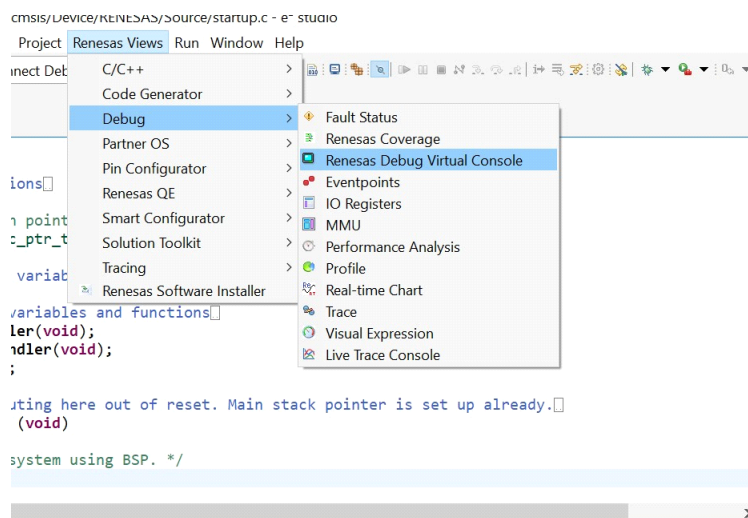 cmsis/Device/RENESAS/Source/startup.c - e² studio
Project Renesas Views Run Window Help
nnect Deb
C/C++
Code Generator
Debug
Partner OS
Pin Configurator
Renesas QE
Smart Configurator
Solution Toolkit
Tracing
Renesas Software Installer
Fault Status
Renesas Coverage
Renesas Debug Virtual Console
Eventpoints
IO Registers
MMU
Performance Analysis
Profile
Real-time Chart
Trace
Visual Expression
Live Trace Console
ions
n point
c_ptr_t
variab
variables and functions
ler(void);
ndler(void);
;
uting here out of reset. Main stack pointer is set up already.
(void)
system using BSP. */